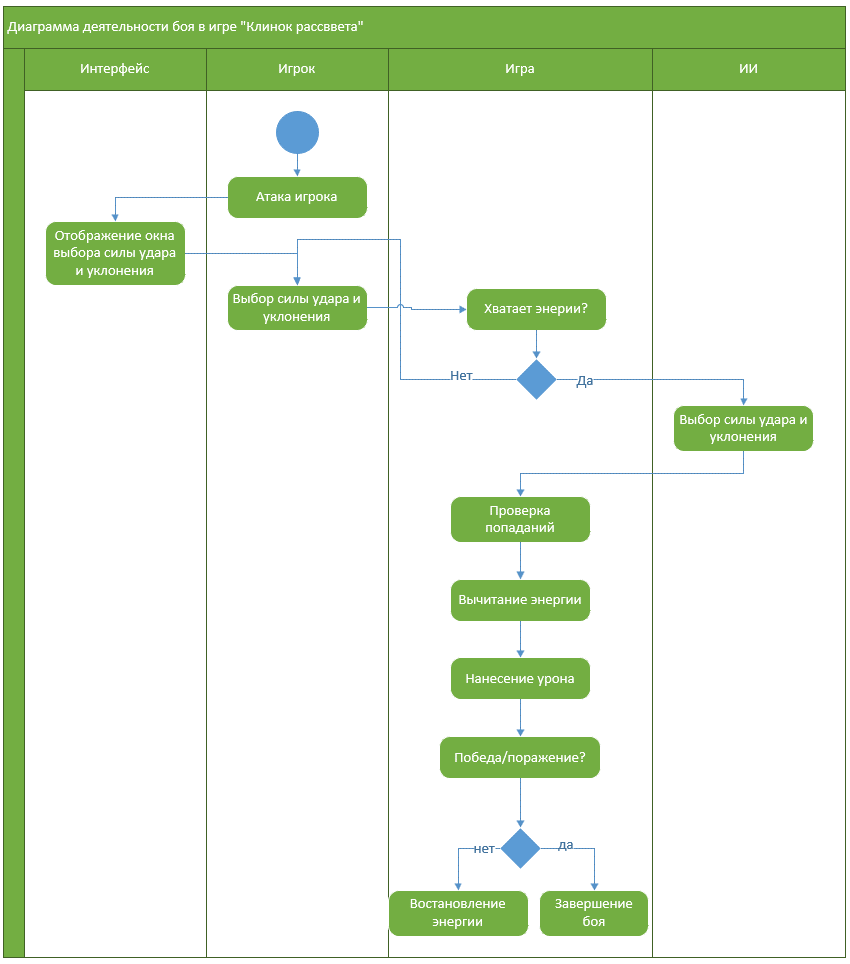 Диаграмма деятельности боя в игре "Клинок рассввета"
Интерфейс
Игрок
Игра
ИИ
Атака игрока
Отображение окна
выбора силы удара
и уклонения
Выбор силы удара и
уклонения
Хватает энерии?
Нет
Да
Выбор силы удара и
уклонения
Проверка
попаданий
Вычитание энергии
Нанесение урона
Победа/поражение?
нет
да
Востановление
энергии
Завершение
боя